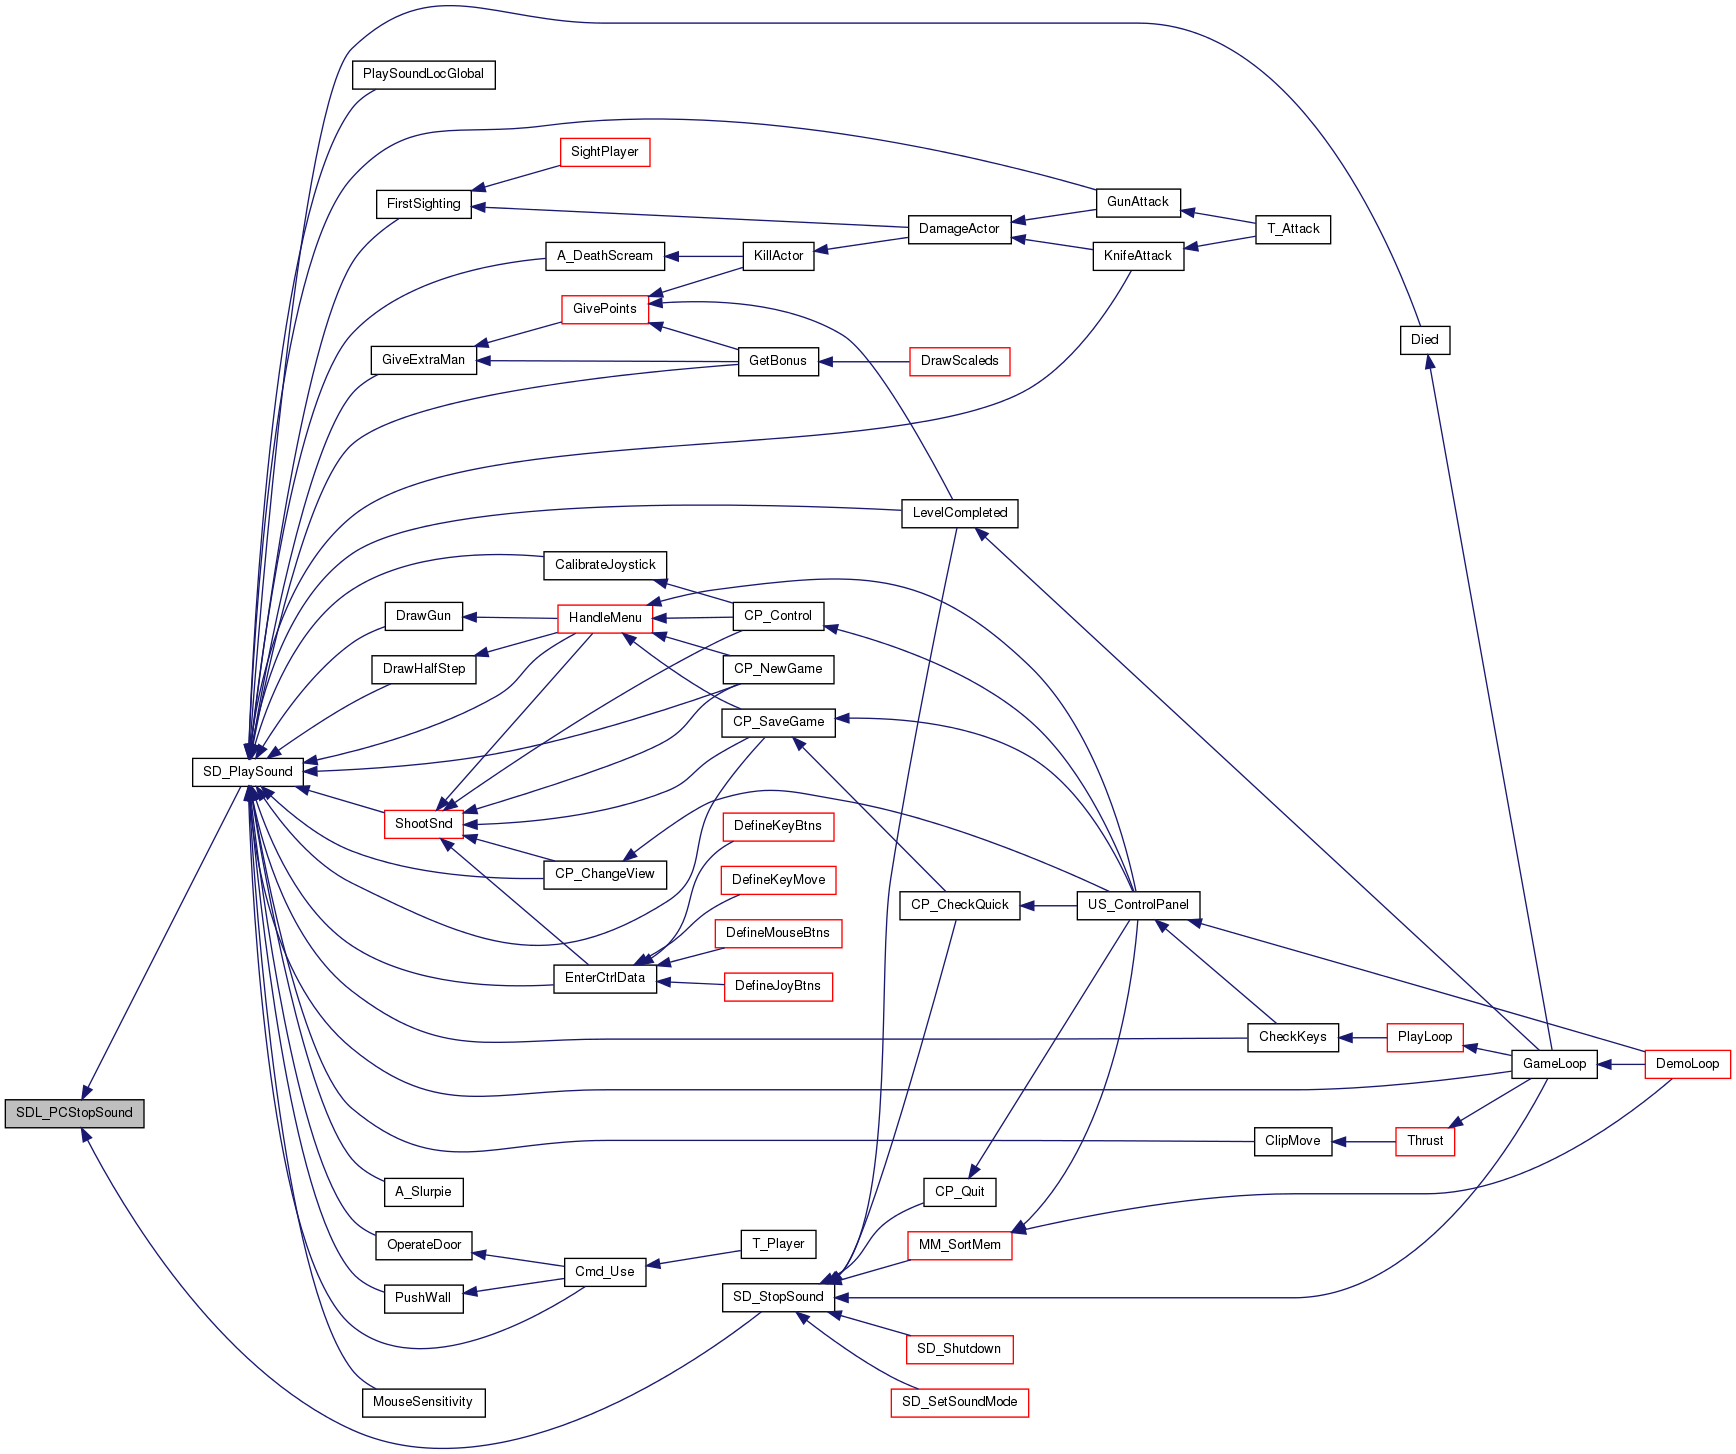 PlaySoundLocGlobal
SightPlayer
FirstSighting
GunAttack
DamageActor
T_Attack
A_DeathScream
KillActor
KnifeAttack
GivePoints
Died
GiveExtraMan
GetBonus
DrawScaleds
LevelCompleted
CalibrateJoystick
DrawGun
HandleMenu
CP_Control
DrawHalfStep
CP_NewGame
CP_SaveGame
SD_PlaySound
ShootSnd
DefineKeyBtns
CP_ChangeView
DefineKeyMove
CP_CheckQuick
US_ControlPanel
DefineMouseBtns
EnterCtrlData
DefineJoyBtns
CheckKeys
PlayLoop
GameLoop
DemoLoop
SDL_PCStopSound
ClipMove
Thrust
A_Slurpie
CP_Quit
OperateDoor
T_Player
MM_SortMem
Cmd_Use
PushWall
SD_StopSound
SD_Shutdown
MouseSensitivity
SD_SetSoundMode